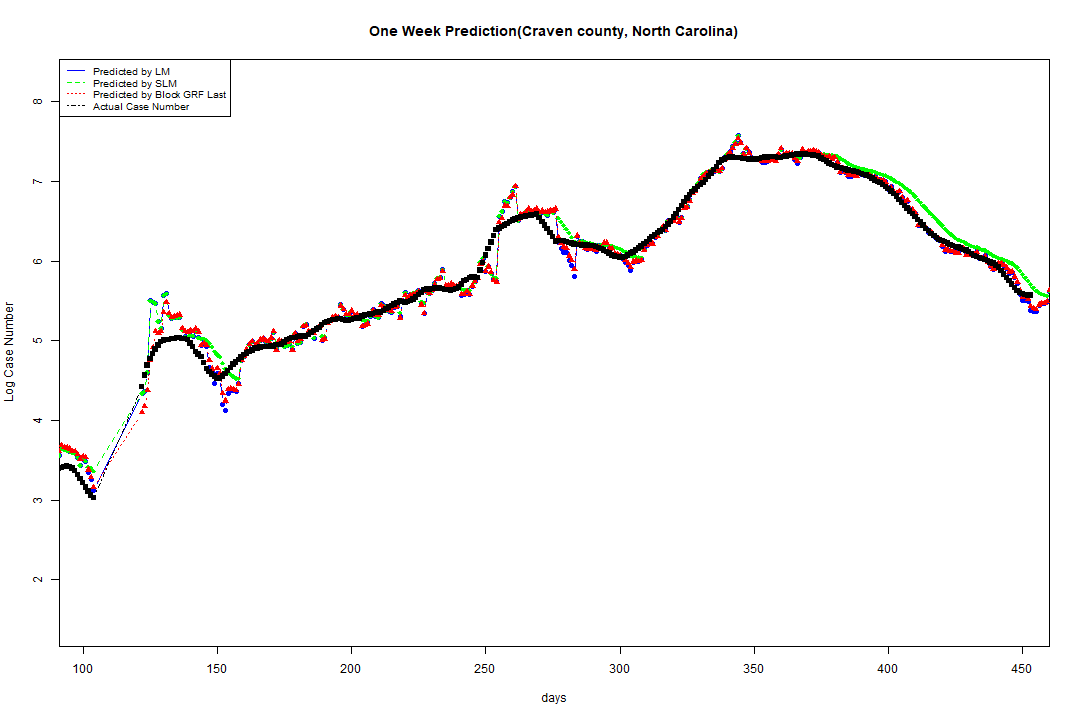 One Week Prediction(Craven county, North Carolina)
Predicted by LM
Predicted by SLM
Predicted by Block GRF Last
Actual Case Number
Log Case Number
8
7
6
5
4
3
2
100 150 200 250 300 350 400 450
days